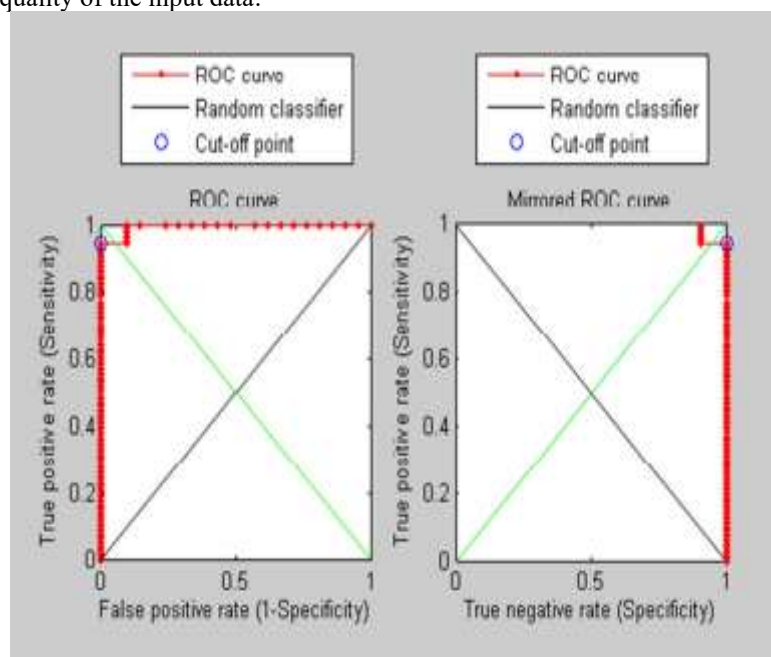 quality of the input data.
ROC curve
Random classifier
Cut-off point
ROC curve
Random classifier
Cut-off point
ROC curve
Mirrored ROC curve
True positive rate (Sensitivity)
1
0.8
0.6
0.4
0.2
0
0
0.5
1
False positive rate (1-Specificity)
True positive rate (Sensitivity)
1
0.8
0.6
0.4
0.2
0
0
0.5
1
True negative rate (Specificity)